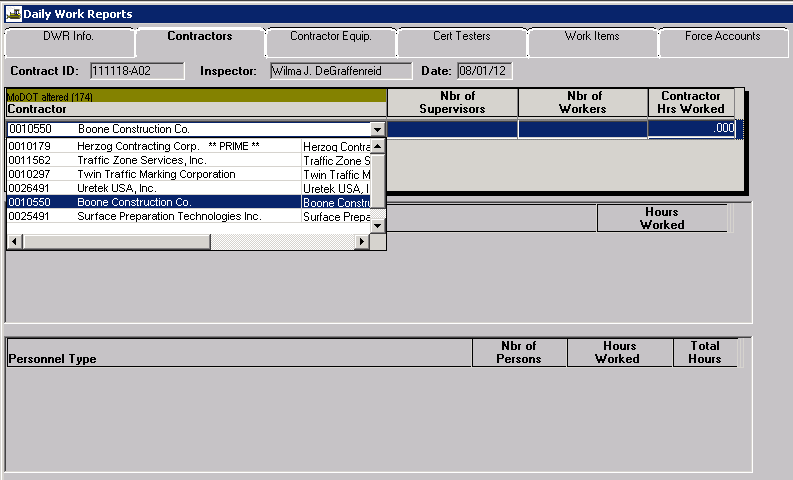 Daily Work Reports
DWR Info. Contractors Contractor Equip. Cert Testers Work Items Force Accounts
Contract ID: 111118-A02 Inspector: Wilma J. DeGraffenreid Date: 08/01/12
MoDOT altered (174)
Contractor Nbr of Supervisors Nbr of Workers Contractor Hrs Worked
0010550 Boone Construction Co. .000
0010179 Herzog Contracting Corp. ** PRIME ** Herzog Contra
0011562 Traffic Zone Services, Inc. Traffic Zone S
0010297 Twin Traffic Marking Corporation Twin Traffic M
0026491 Uretek USA, Inc. Uretek USA, I
0010550 Boone Construction Co. Boone Constru
0025491 Surface Preparation Technologies Inc. Surface Prepa
Hours
Worked
Personnel Type Nbr of Persons Hours Worked Total Hours